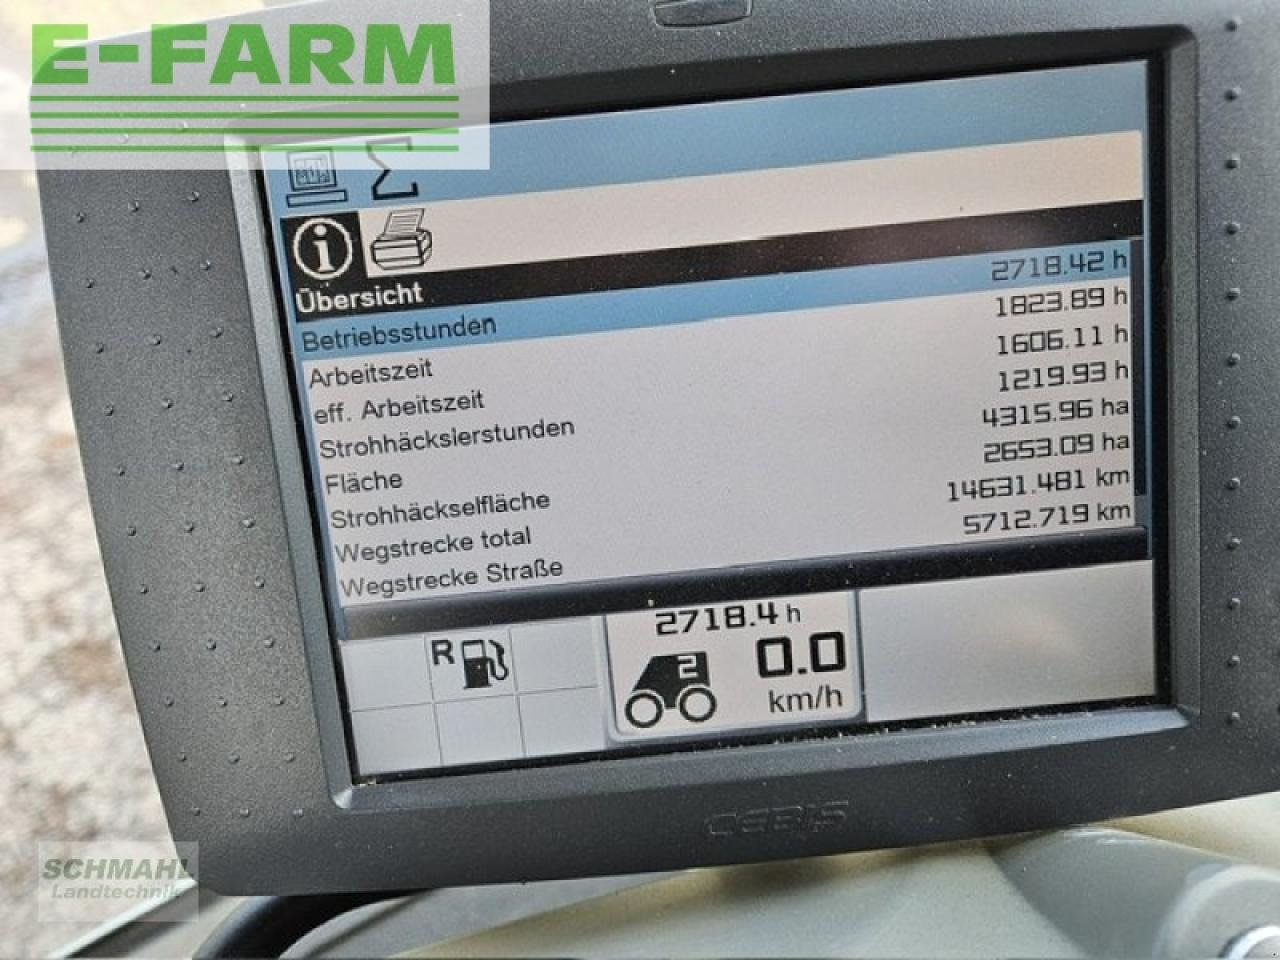 E-FARM
Übersicht
Betriebsstunden 2718.42 h
Arbeitszeit 1823.89 h
eff. Arbeitszeit 1606.11 h
Strohhäckslerstunden 1219.93 h
Fläche 4315.96 ha
Strohhäckselfläche 2653.09 ha
Wegstrecke total 14631.481 km
Wegstrecke Straße 5712.719 km
R
2718.4 h
2
0.0
km/h
CEBIS
SCHMAHL
Landtechnik